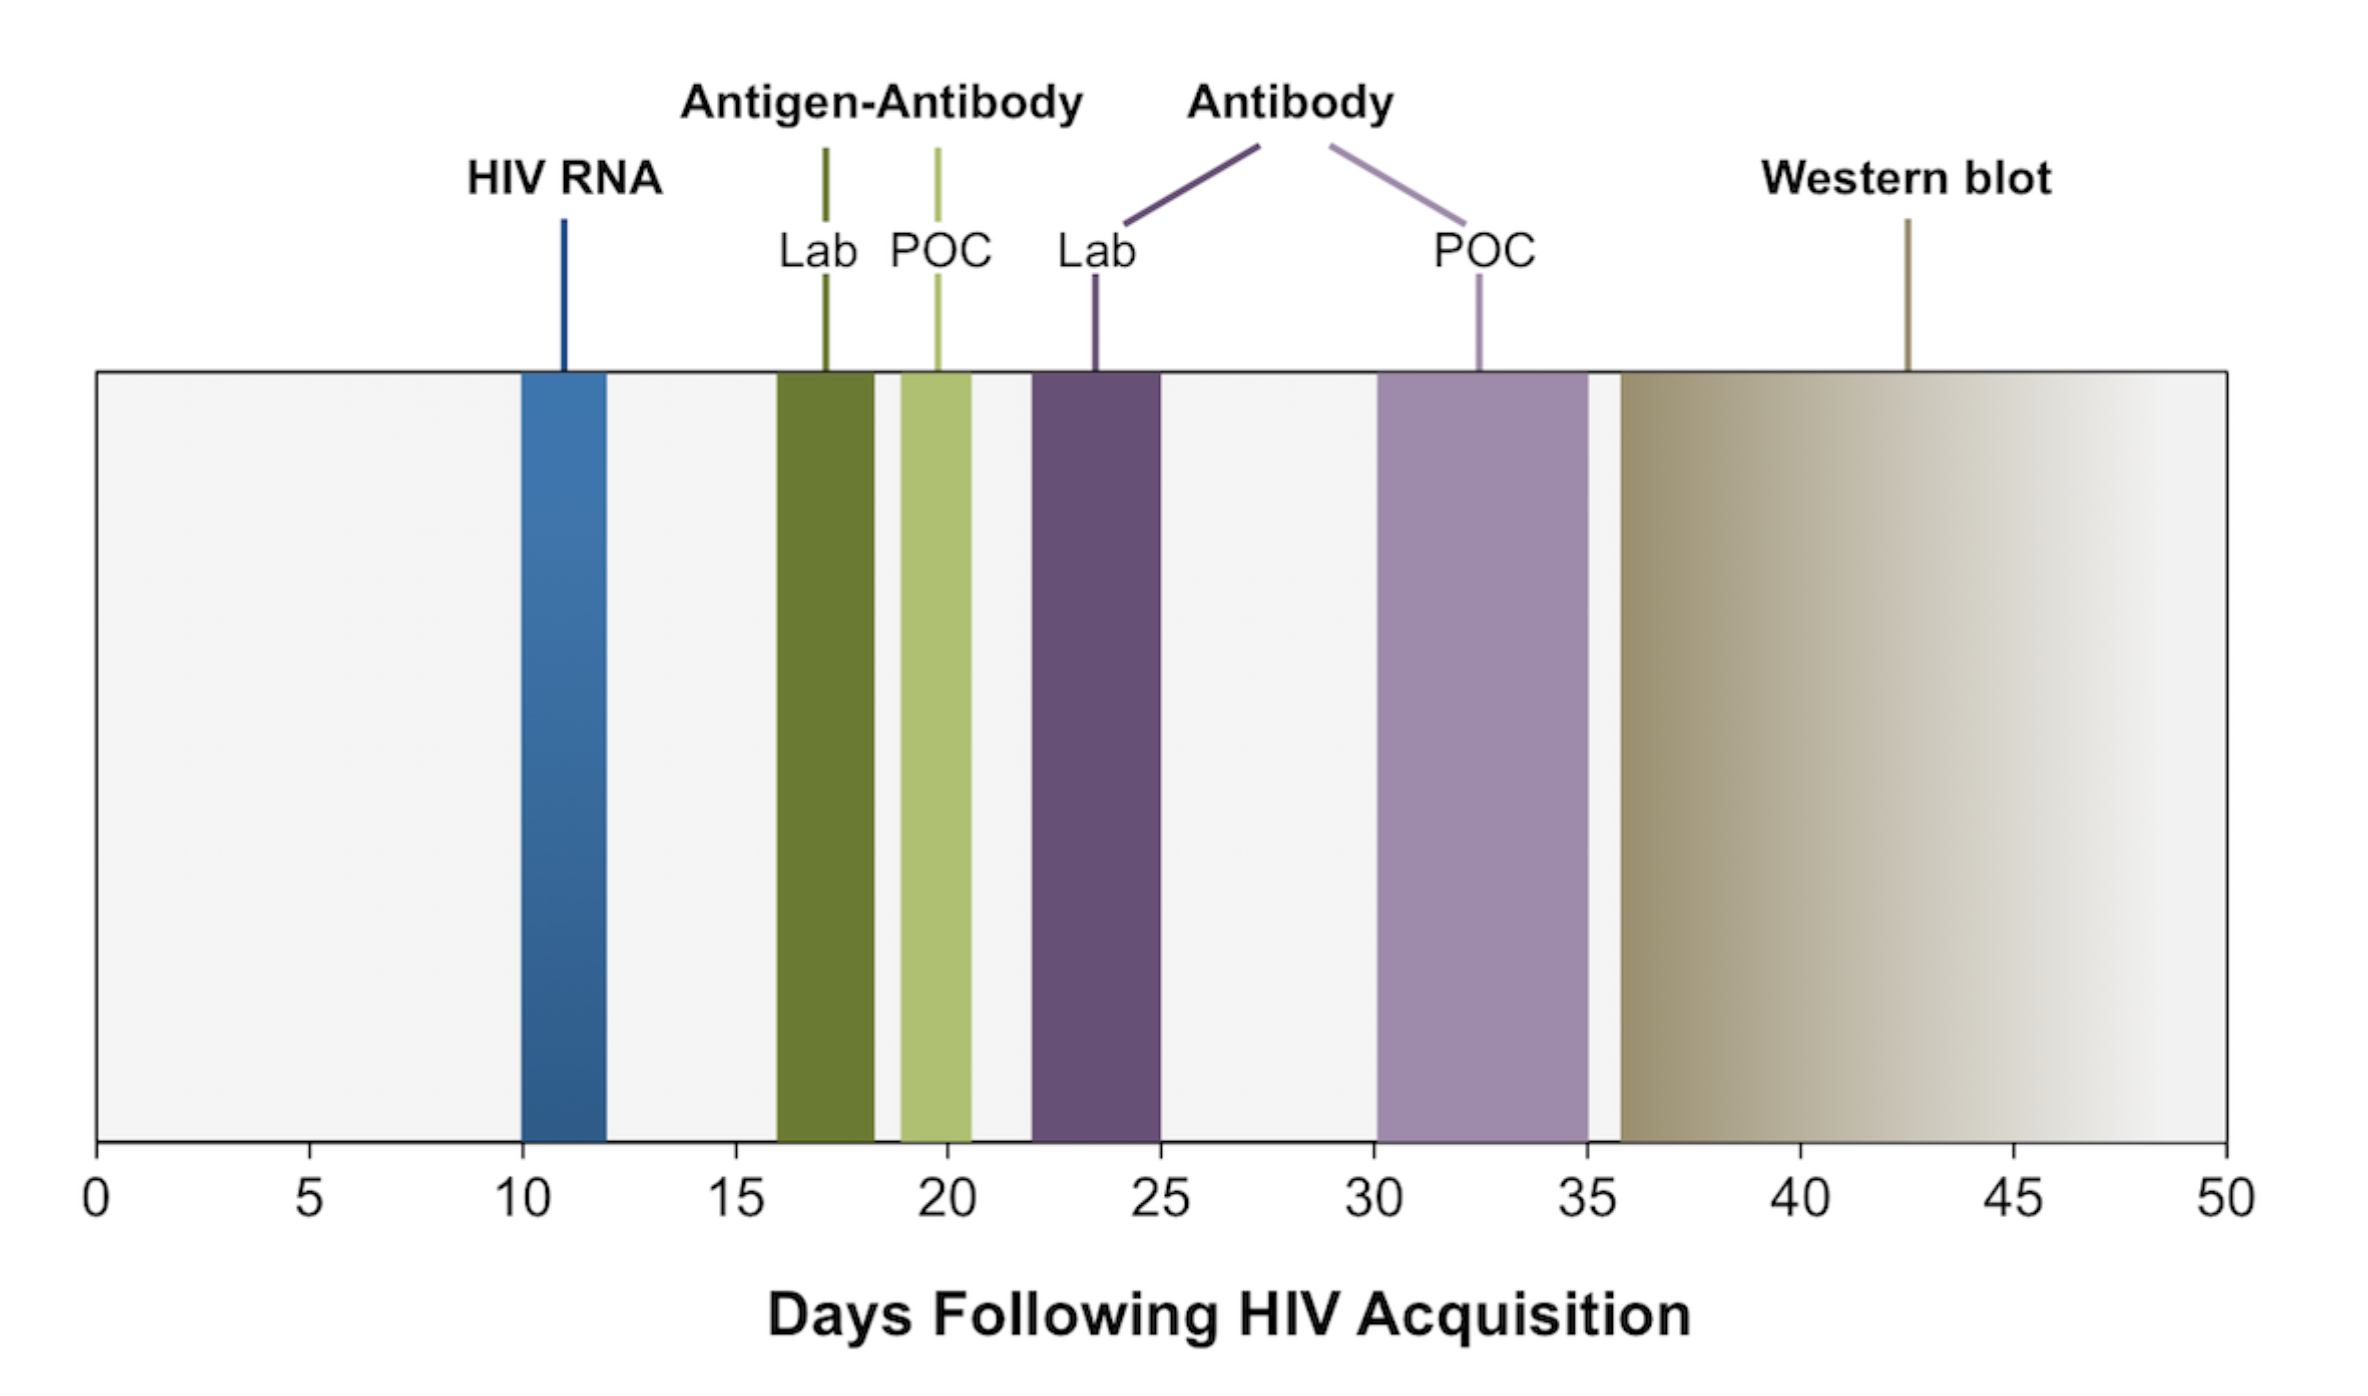 Antigen-Antibody Antibody
HIV RNA Western blot
Lab POC Lab POC
0 5 10 15 20 25 30 35 40 45 50
Days Following HIV Acquisition